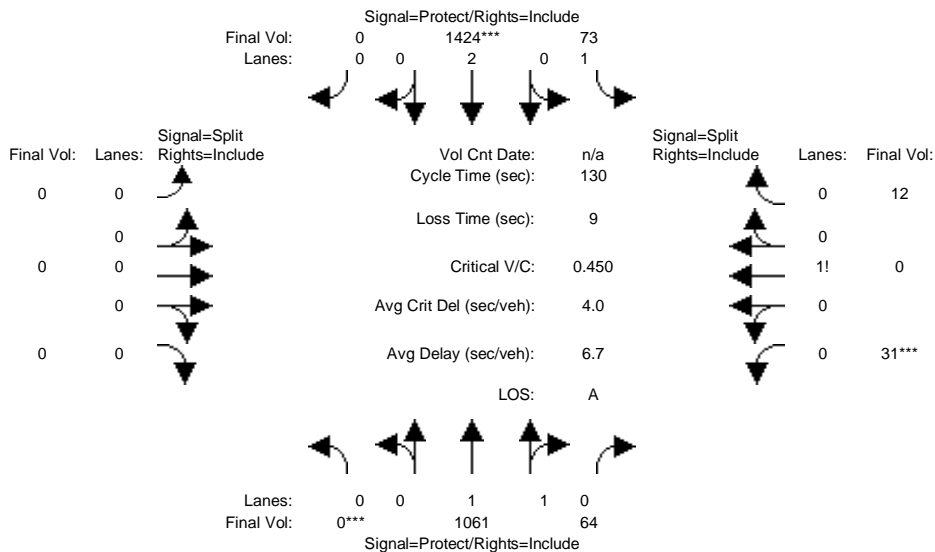 Signal=Protect/Rights=Include
Final Vol: 0 1424*** 73
Lanes: 0 0 2 0 1
Signal=Split
Final Vol: Lanes: Rights=Include
Vol Cnt Date: n/a
Signal=Split
Rights=Include Lanes: Final Vol:
Cycle Time (sec): 130
0 0
0 12
Loss Time (sec): 9
0
0
0 0
Critical V/C: 0.450
1! 0
0
Avg Crit Del (sec/veh): 4.0
0
0 0
Avg Delay (sec/veh): 6.7
0 31***
LOS: A
Lanes: 0 0 1 1 0
Final Vol: 0*** 1061 64
Signal=Protect/Rights=Include